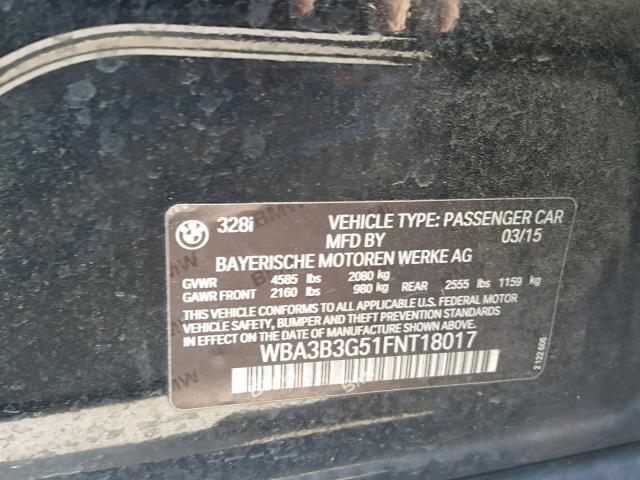 BMW 328i VEHICLE TYPE: PASSENGER CAR
MFD BY 03/15
BAYERISCHE MOTOREN WERKE AG
GVWR 4585 lbs 2080 kg
GAWR FRONT 2160 lbs 980 kg REAR 2555 lbs 1159 kg
THIS VEHICLE CONFORMS TO ALL APPLICABLE U.S. FEDERAL MOTOR
VEHICLE SAFETY, BUMPER AND THEFT PREVENTION STANDARDS
IN EFFECT ON THE DATE OF MANUFACTURE SHOWN ABOVE.
WBA3B3G51FNT18017
2122606